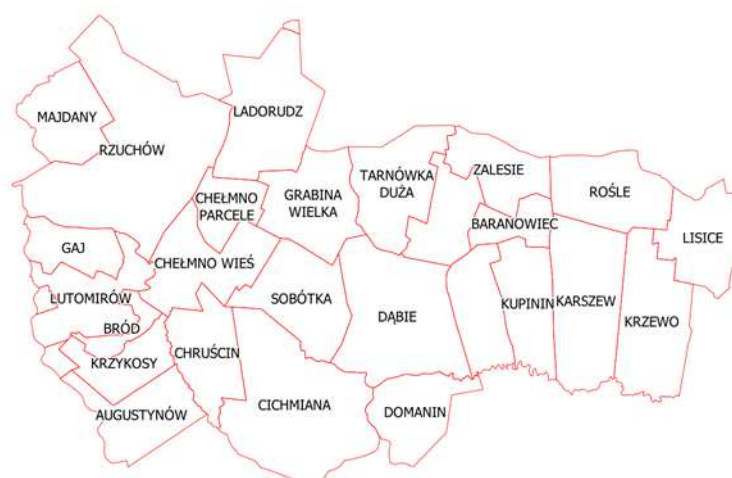 MAJDANY
LADORUDZ
RZUCHÓW
TARNÓWKA
DUŻA
ZALESIE
CHEŁMNO
PARCELE
GRABINA
WIELKA
ROŚLE
BARANOWIEC
LISICE
GAJ
CHEŁMNO WIEŚ
LUTOMIRÓW
SOBÓTKA
KUPININ
KARSZEW
DĄBIE
KRZEWO
BRÓD
CHRUŚCIN
KRZYKOSY
CICHMIANA
AUGUSTYNÓW
DOMANIN